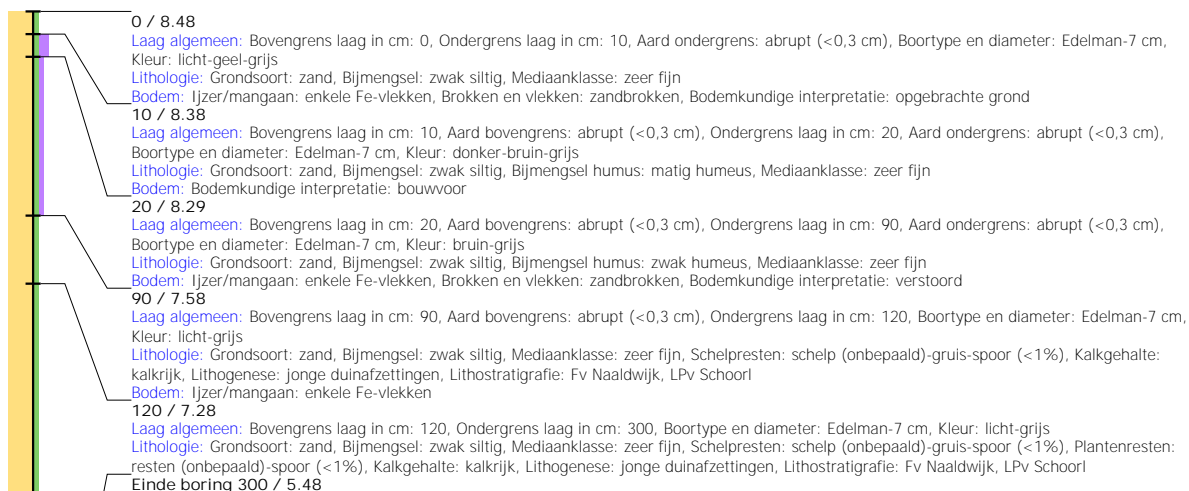 0 / 8.48
Laag algemeen: Bovengrens laag in cm: 0, Ondergrens laag in cm: 10, Aard ondergrens: abrupt (<0,3 cm), Boortype en diameter: Edelman-7 cm,
Kleur: licht-geel-grijs
Lithologie: Grondsoort: zand, Bijmengsel: zwak siltig, Mediaanklasse: zeer fijn
Bodem: Ijzer/mangaan: enkele Fe-vlekken, Brokken en vlekken: zandbrokken, Bodemkundige interpretatie: opgebrachte grond
10 / 8.38
Laag algemeen: Bovengrens laag in cm: 10, Aard bovengrens: abrupt (<0,3 cm), Ondergrens laag in cm: 20, Aard ondergrens: abrupt (<0,3 cm),
Boortype en diameter: Edelman-7 cm, Kleur: donker-bruin-grijs
Lithologie: Grondsoort: zand, Bijmengsel: zwak siltig, Bijmengsel humus: matig humeus, Mediaanklasse: zeer fijn
Bodem: Bodemkundige interpretatie: bouwvoor
20 / 8.29
Laag algemeen: Bovengrens laag in cm: 20, Aard bovengrens: abrupt (<0,3 cm), Ondergrens laag in cm: 90, Aard ondergrens: abrupt (<0,3 cm),
Boortype en diameter: Edelman-7 cm, Kleur: bruin-grijs
Lithologie: Grondsoort: zand, Bijmengsel: zwak siltig, Bijmengsel humus: zwak humeus, Mediaanklasse: zeer fijn
Bodem: Ijzer/mangaan: enkele Fe-vlekken, Brokken en vlekken: zandbrokken, Bodemkundige interpretatie: verstoord
90 / 7.58
Laag algemeen: Bovengrens laag in cm: 90, Aard bovengrens: abrupt (<0,3 cm), Ondergrens laag in cm: 120, Boortype en diameter: Edelman-7 cm,
Kleur: licht-grijs
Lithologie: Grondsoort: zand, Bijmengsel: zwak siltig, Mediaanklasse: zeer fijn, Schelpresten: schelp (onbepaald)-gruis-spoor (<1%), Kalkgehalte:
kalkrijk, Lithogenese: jonge duinafzettingen, Lithostratigrafie: Fv Naaldwijk, LPv Schoorl
Bodem: Ijzer/mangaan: enkele Fe-vlekken
120 / 7.28
Laag algemeen: Bovengrens laag in cm: 120, Ondergrens laag in cm: 300, Boortype en diameter: Edelman-7 cm, Kleur: licht-grijs
Lithologie: Grondsoort: zand, Bijmengsel: zwak siltig, Mediaanklasse: zeer fijn, Schelpresten: schelp (onbepaald)-gruis-spoor (<1%), Plantenresten:
resten (onbepaald)-spoor (<1%), Kalkgehalte: kalkrijk, Lithogenese: jonge duinafzettingen, Lithostratigrafie: Fv Naaldwijk, LPv Schoorl
Einde boring 300 / 5.48